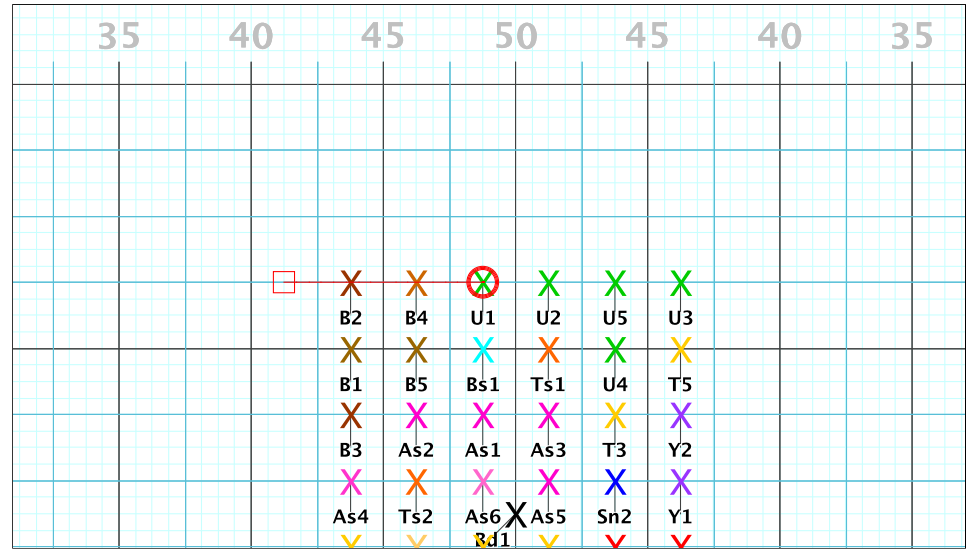 35 40 45 50 45 40 35
B2 B4 U1 U2 U5 U3
B1 B5 Bs1 Ts1 U4 T5
B3 As2 As1 As3 T3 Y2
As4 Ts2 As6 As5 Sn2 Y1
Bd1